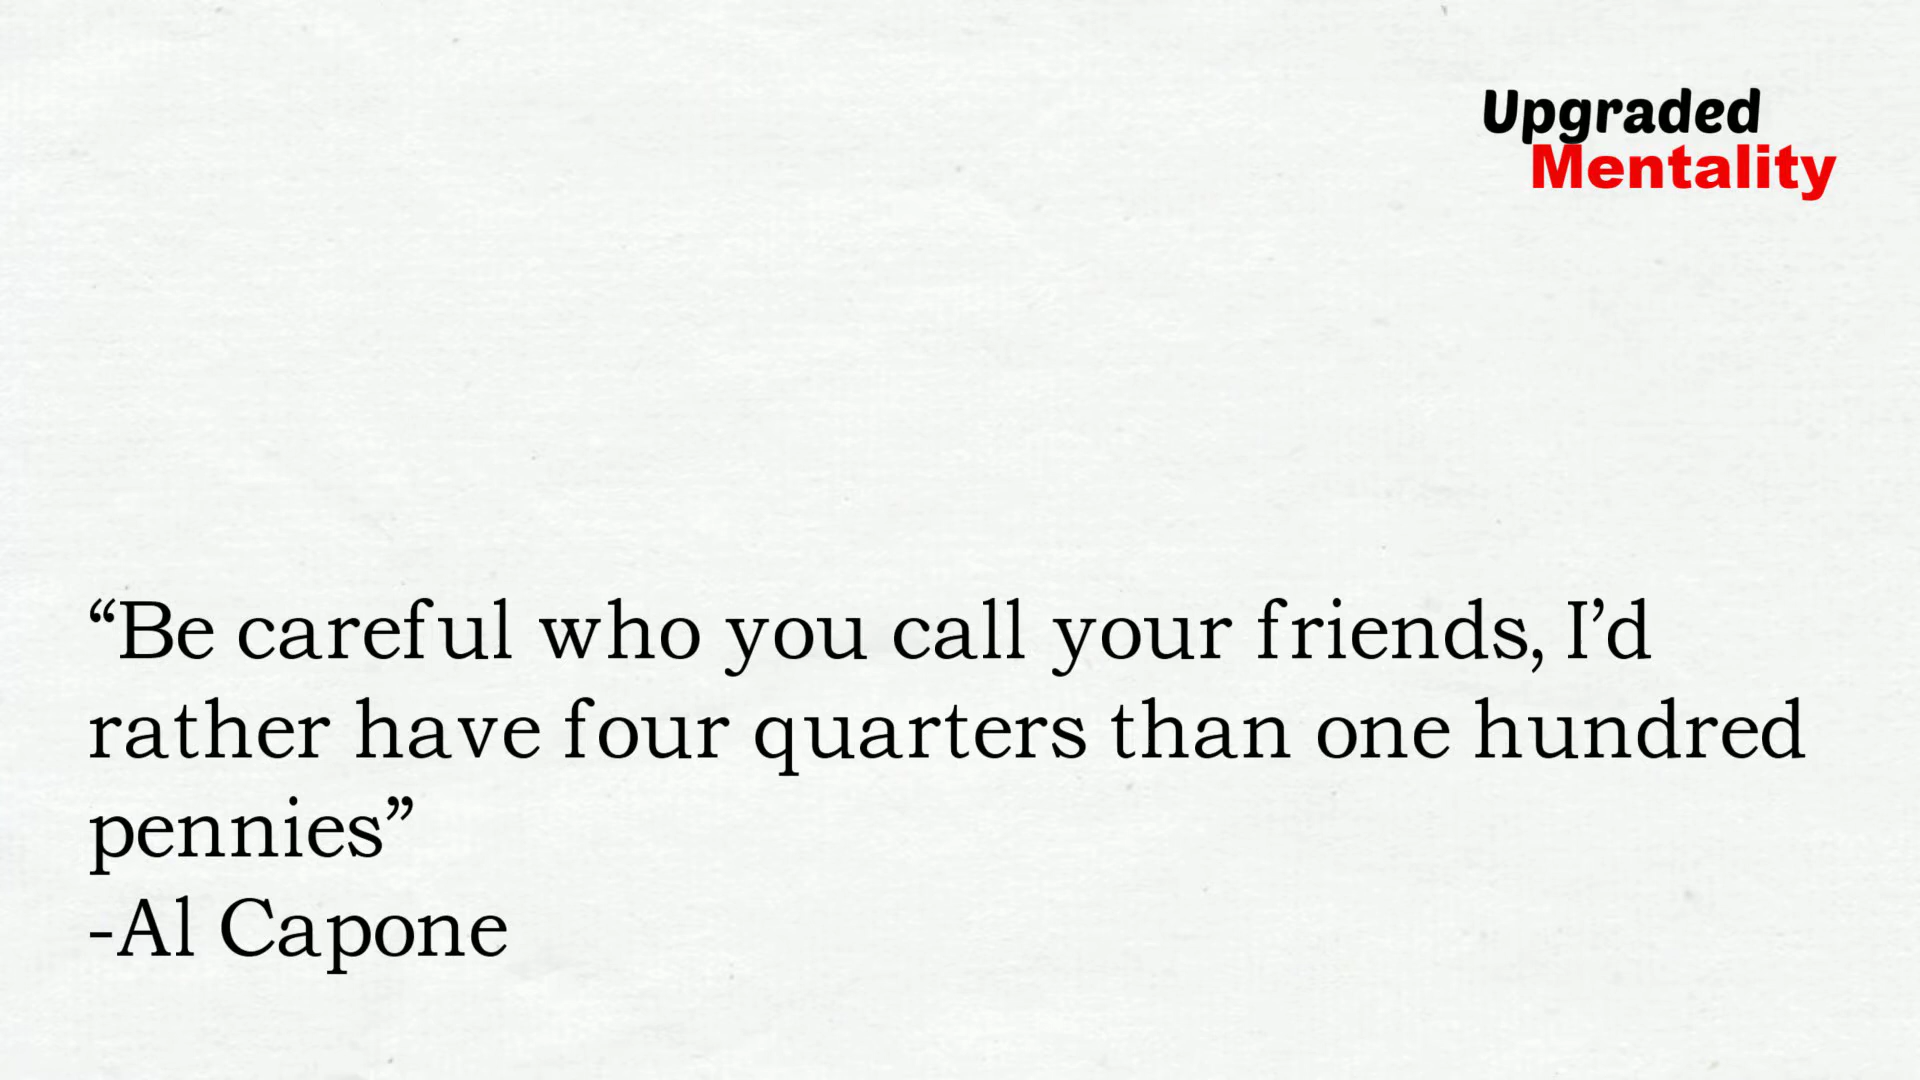 Upgraded
Mentality
“Be careful who you call your friends, I’d
rather have four quarters than one hundred
pennies”
-Al Capone